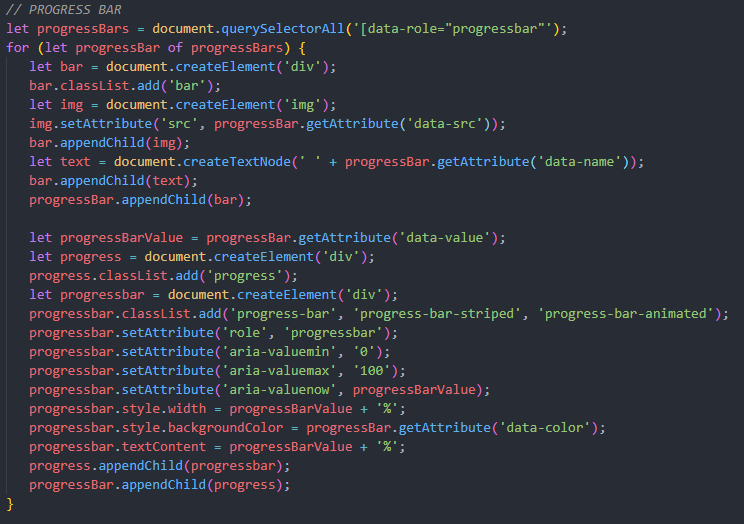 // PROGRESS BAR
let progressBars = document.querySelectorAll('[data-role="progressbar"');
for (let progressBar of progressBars) {
let bar = document.createElement('div');
bar.classList.add('bar');
let img = document.createElement('img');
img.setAttribute('src', progressBar.getAttribute('data-src'));
bar.appendChild(img);
let text = document.createTextNode(' ' + progressBar.getAttribute('data-name'));
bar.appendChild(text);
progressBar.appendChild(bar);
let progressBarValue = progressBar.getAttribute('data-value');
let progress = document.createElement('div');
progress.classList.add('progress');
let progressbar = document.createElement('div');
progressbar.classList.add('progress-bar', 'progress-bar-striped', 'progress-bar-animated');
progressbar.setAttribute('role', 'progressbar');
progressbar.setAttribute('aria-valuemin', '0');
progressbar.setAttribute('aria-valuemax', '100');
progressbar.setAttribute('aria-valuenow', progressBarValue);
progressbar.style.width = progressBarValue + '%';
progressbar.style.backgroundColor = progressBar.getAttribute('data-color');
progressbar.textContent = progressBarValue + '%';
progress.appendChild(progressbar);
progressBar.appendChild(progress);
}